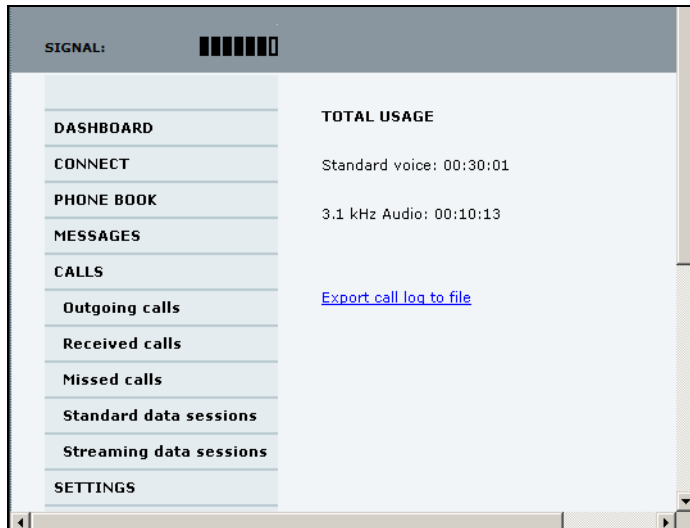 SIGNAL:
DASHBOARD
CONNECT
PHONE BOOK
MESSAGES
CALLS
Outgoing calls
Received calls
Missed calls
Standard data sessions
Streaming data sessions
SETTINGS
TOTAL USAGE
Standard voice: 00:30:01
3.1 kHz Audio: 00:10:13
Export call log to file